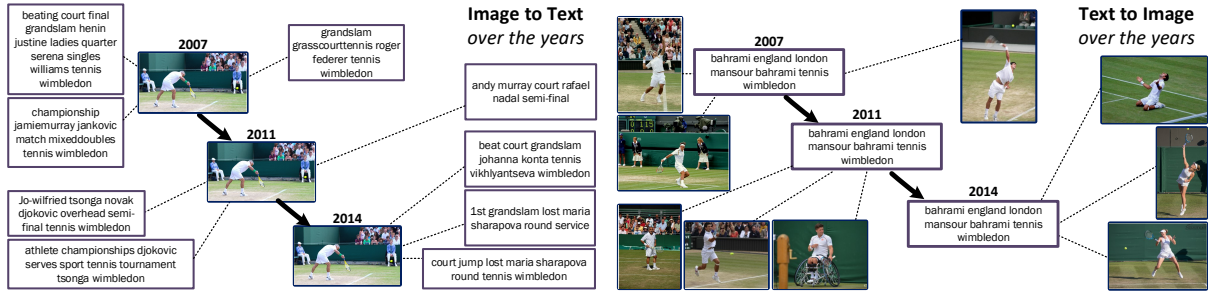 Image to Text
over the years
beating court final
grandslam henin
justine ladies quarter
serena singles
williams tennis
wimbledon
2007
grandslam
grasscourttennis roger
federer tennis
wimbledon
championship
jamiemurray jankovic
match mixeddoubles
tennis wimbledon
andy murray court rafael
nadal semi-final
2011
beat court grandslam
johanna konta tennis
vikhlyantseva wimbledon
Jo-wilfried tsonga novak
djokovic overhead semi-
final tennis wimbledon
2014
1st grandslam lost maria
sharapova round service
athlete championships djokovic
serves sport tennis tournament
tsonga wimbledon
court jump lost maria sharapova
round tennis wimbledon
Text to Image
over the years
2007
bahrami england london
mansour bahrami tennis
wimbledon
2011
bahrami england london
mansour bahrami tennis
wimbledon
2014
bahrami england london
mansour bahrami tennis
wimbledon